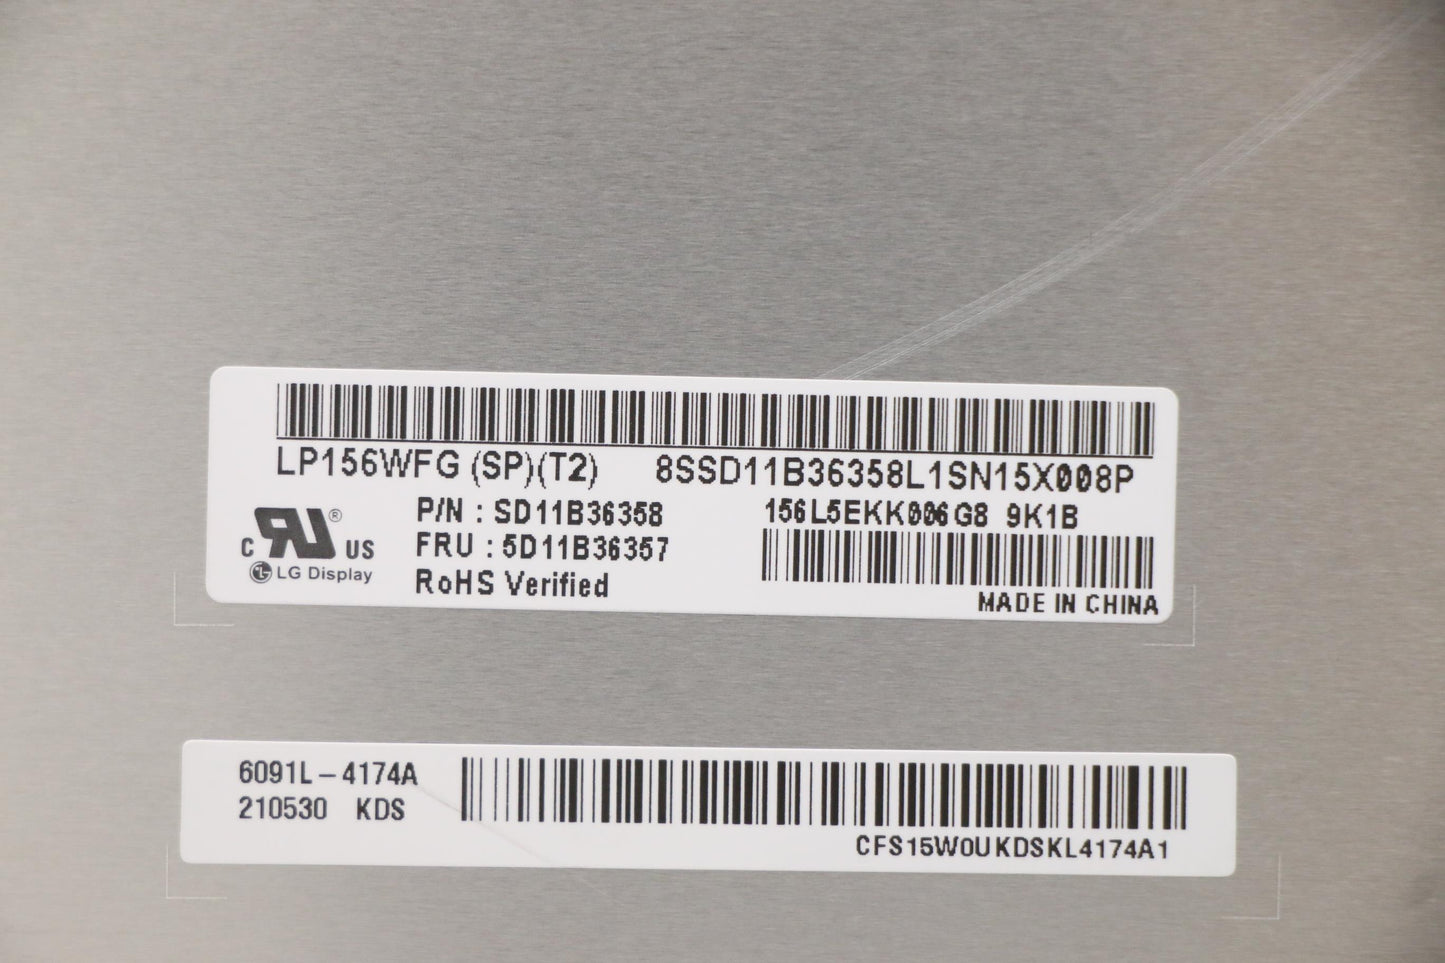 LP156WFG (SP)(T2) 8SSD11B36358L1SN15X008P
P/N : SD11B36358 156L5EKK006G8 9K1B
FRU : 5D11B36357
C RU ® US
LG Display
RoHS Verified
MADE IN CHINA
6091L-4174A
210530 KDS
CFS15W0UKDSKL4174A1